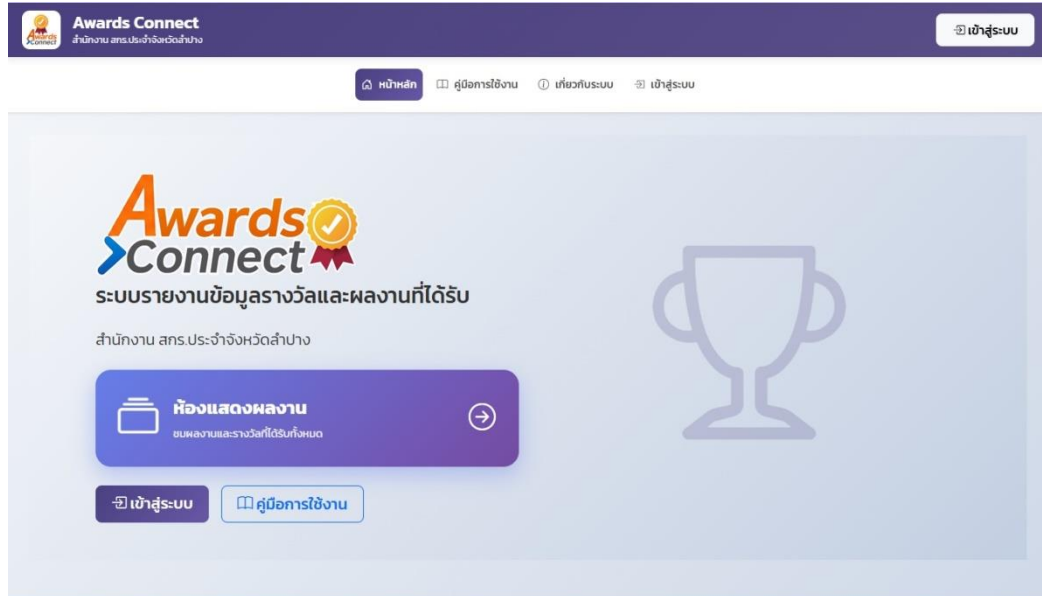 Awards Connect
Awards Connect
สำนักงาน สกร.ประจำจังหวัดลำปาง
เข้าสู่ระบบ
หน้าหลัก คู่มือการใช้งาน เกี่ยวกับระบบ เข้าสู่ระบบ
Awards
Connect
ระบบรายงานข้อมูลรางวัลและผลงานที่ได้รับ
สำนักงาน สกร.ประจำจังหวัดลำปาง
ห้องแสดงผลงาน
ชมผลงานและรางวัลที่ได้รับทั้งหมด
เข้าสู่ระบบ คู่มือการใช้งาน